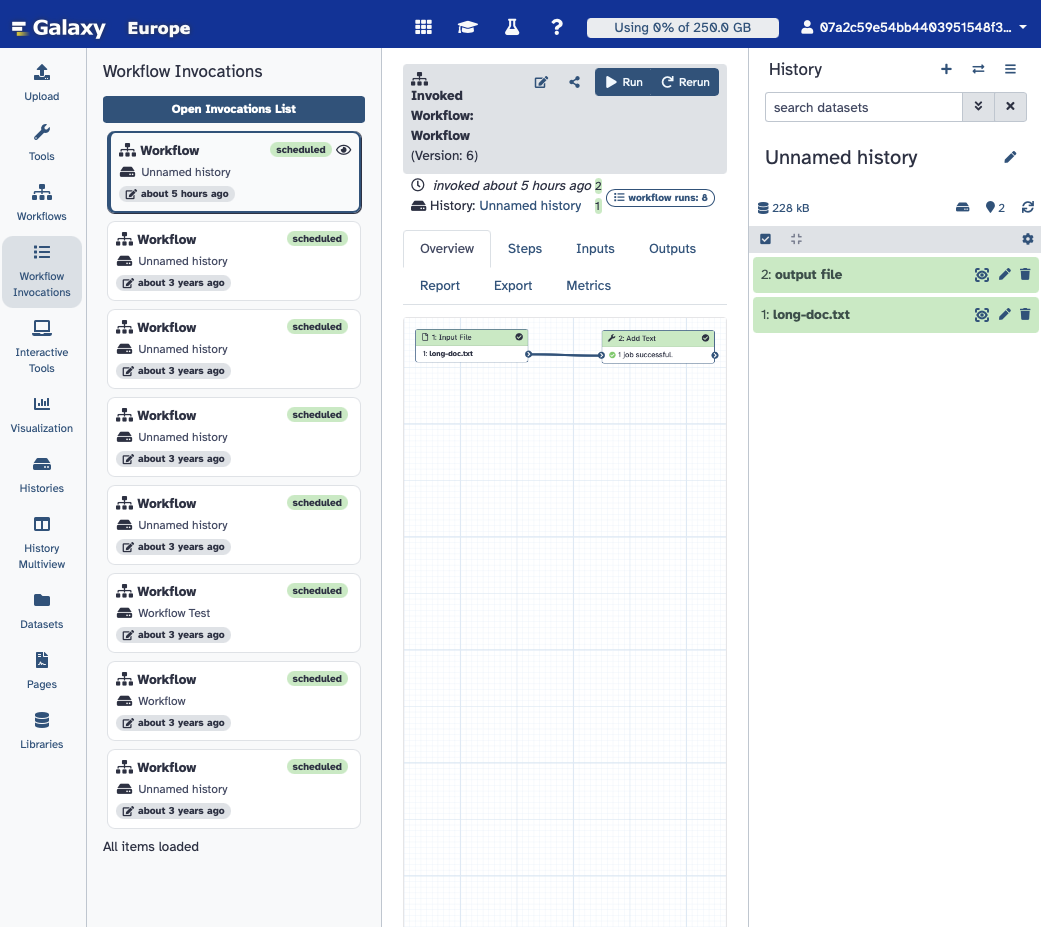 Galaxy Europe
Using 0% of 250.0 GB
07a2c59e54bb4403951548f3...
Upload
Tools
Workflows
Workflow
Invocations
Interactive
Tools
Visualization
Histories
History
Multiview
Datasets
Pages
Libraries
Workflow Invocations
Open Invocations List
Workflow scheduled
Unnamed history
about 5 hours ago
Workflow scheduled
Unnamed history
about 3 years ago
Workflow scheduled
Unnamed history
about 3 years ago
Workflow scheduled
Unnamed history
about 3 years ago
Workflow scheduled
Unnamed history
about 3 years ago
Workflow scheduled
Workflow Test
about 3 years ago
Workflow scheduled
Workflow
about 3 years ago
Workflow scheduled
Unnamed history
about 3 years ago
All items loaded
Invoked
Workflow:
Workflow
(Version: 6)
Run Rerun
invoked about 5 hours ago 2
History: Unnamed history 1
workflow runs: 8
Overview Steps Inputs Outputs
Report Export Metrics
1: Input File
1: long-doc.txt
2: Add Text
1 job successful.
History
search datasets
Unnamed history
228 kB 2
2: output file
1: long-doc.txt